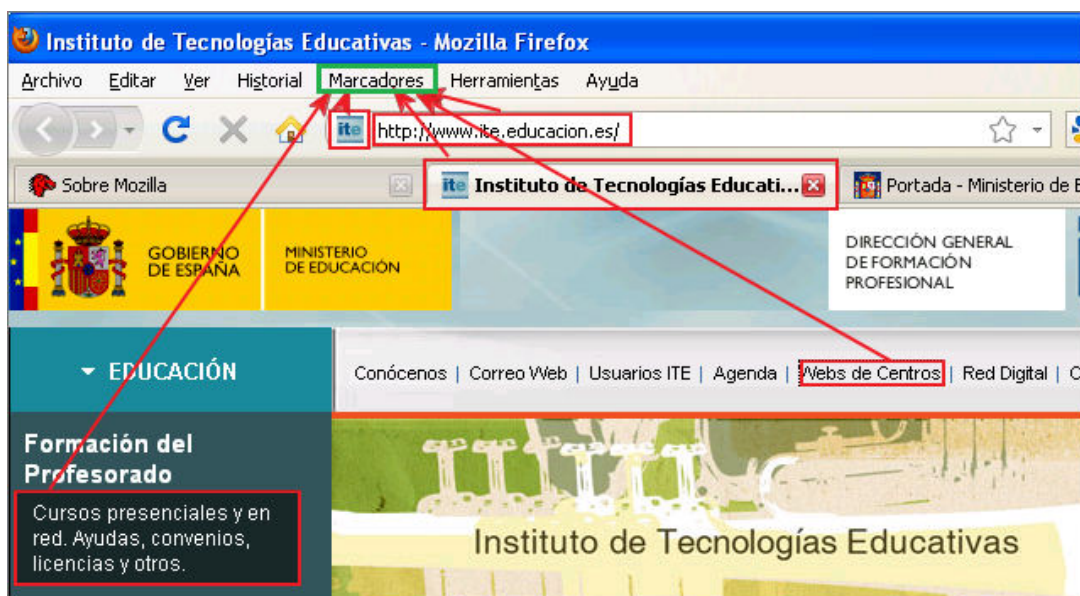 Instituto de Tecnologías Educativas - Mozilla Firefox
Archivo Editar Ver Historial Marcadores Herramientas Ayuda
ite http://www.ite.educacion.es/
Sobre Mozilla ite Instituto de Tecnologías Educati... Portada - Ministerio de E
GOBIERNO
DE ESPAÑA
MINISTERIO
DE EDUCACIÓN
DIRECCIÓN GENERAL
DE FORMACIÓN
PROFESIONAL
EDUCACIÓN
Conócenos | Correo Web | Usuarios ITE | Agenda | Webs de Centros | Red Digital |
Formación del
Profesorado
Cursos presenciales y en
red. Ayudas, convenios,
licencias y otros.
Instituto de Tecnologías Educativas